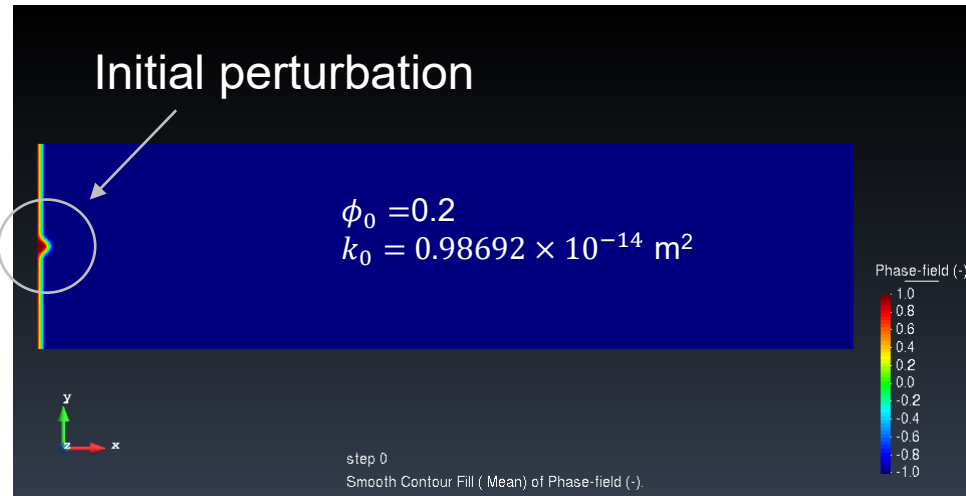 Initial perturbation
𝜙₀ =0.2
𝑘₀ = 0.98692 × 10⁻¹⁴ m²
Phase-field (-)
1.0
0.8
0.6
0.4
0.2
0.0
-0.2
-0.4
-0.6
-0.8
-1.0
y
z x
step 0
Smooth Contour Fill ( Mean) of Phase-field (-).